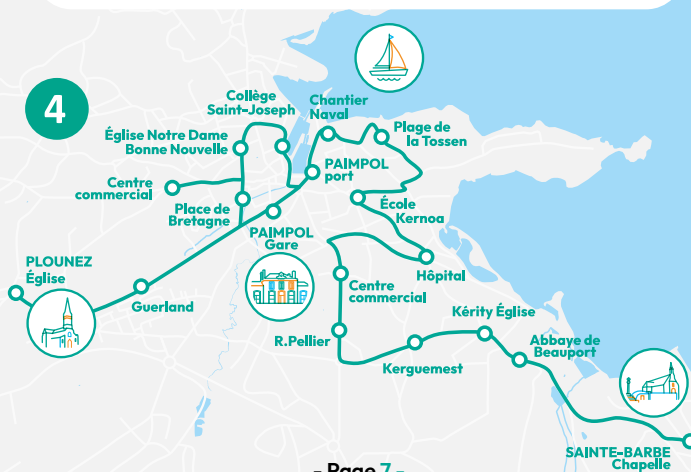 4
Collège
Saint-Joseph
Chantier
Naval
Église Notre Dame
Bonne Nouvelle
Plage de
la Tossen
PAIMPOL
port
Centre
commercial
Place de
Bretagne
École
Kernoa
PAIMPOL
Gare
PLOUNEZ
Église
Guerland
Hôpital
Centre
commercial
R.Pellier
Kérity Église
Kerguemest
Abbaye de
Beauport
SAINTE-BARBE
Chapelle
- Page 7 -